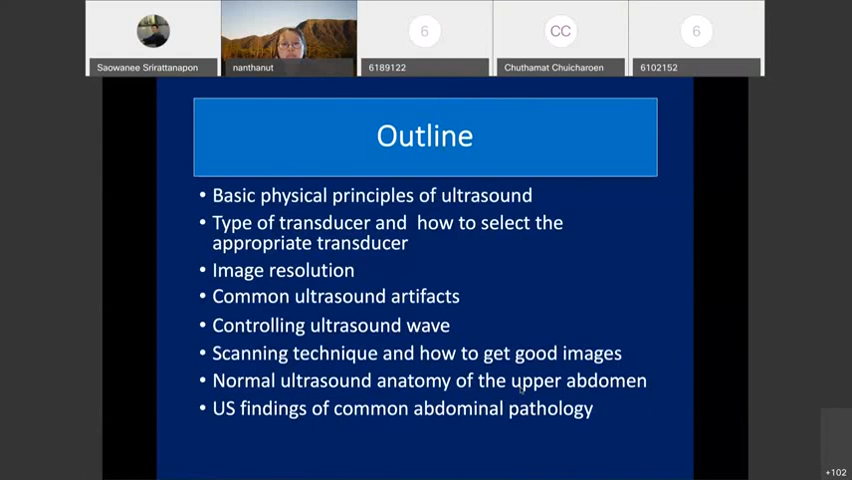 6
CC
6
Saowanee Srirattanapon
nanthanut
6189122
Chuthamat Chuicharoen
6102152
Outline
• Basic physical principles of ultrasound
• Type of transducer and how to select the
appropriate transducer
• Image resolution
• Common ultrasound artifacts
• Controlling ultrasound wave
• Scanning technique and how to get good images
• Normal ultrasound anatomy of the upper abdomen
• US findings of common abdominal pathology
+102